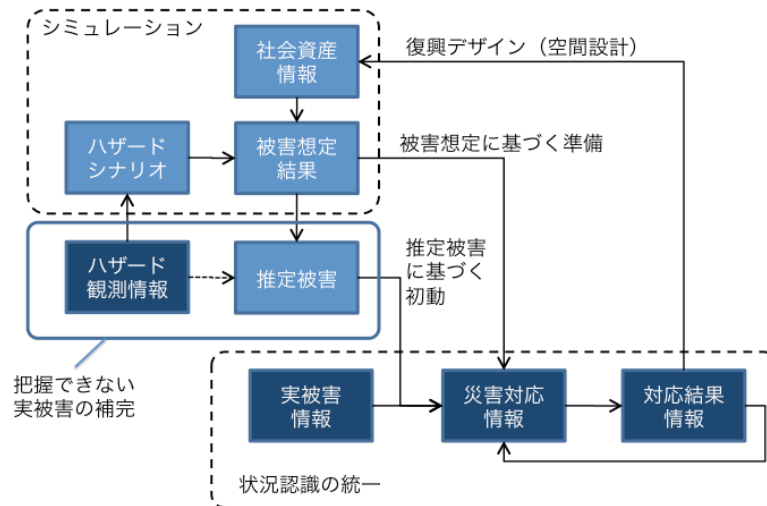 シミュレーション
社会資産
情報
復興デザイン（空間設計）
ハザード
シナリオ
被害想定
結果
被害想定に基づく準備
ハザード
観測情報
推定被害
推定被害
に基づく
初動
把握できない
実被害の補完
実被害
情報
災害対応
情報
対応結果
情報
状況認識の統一